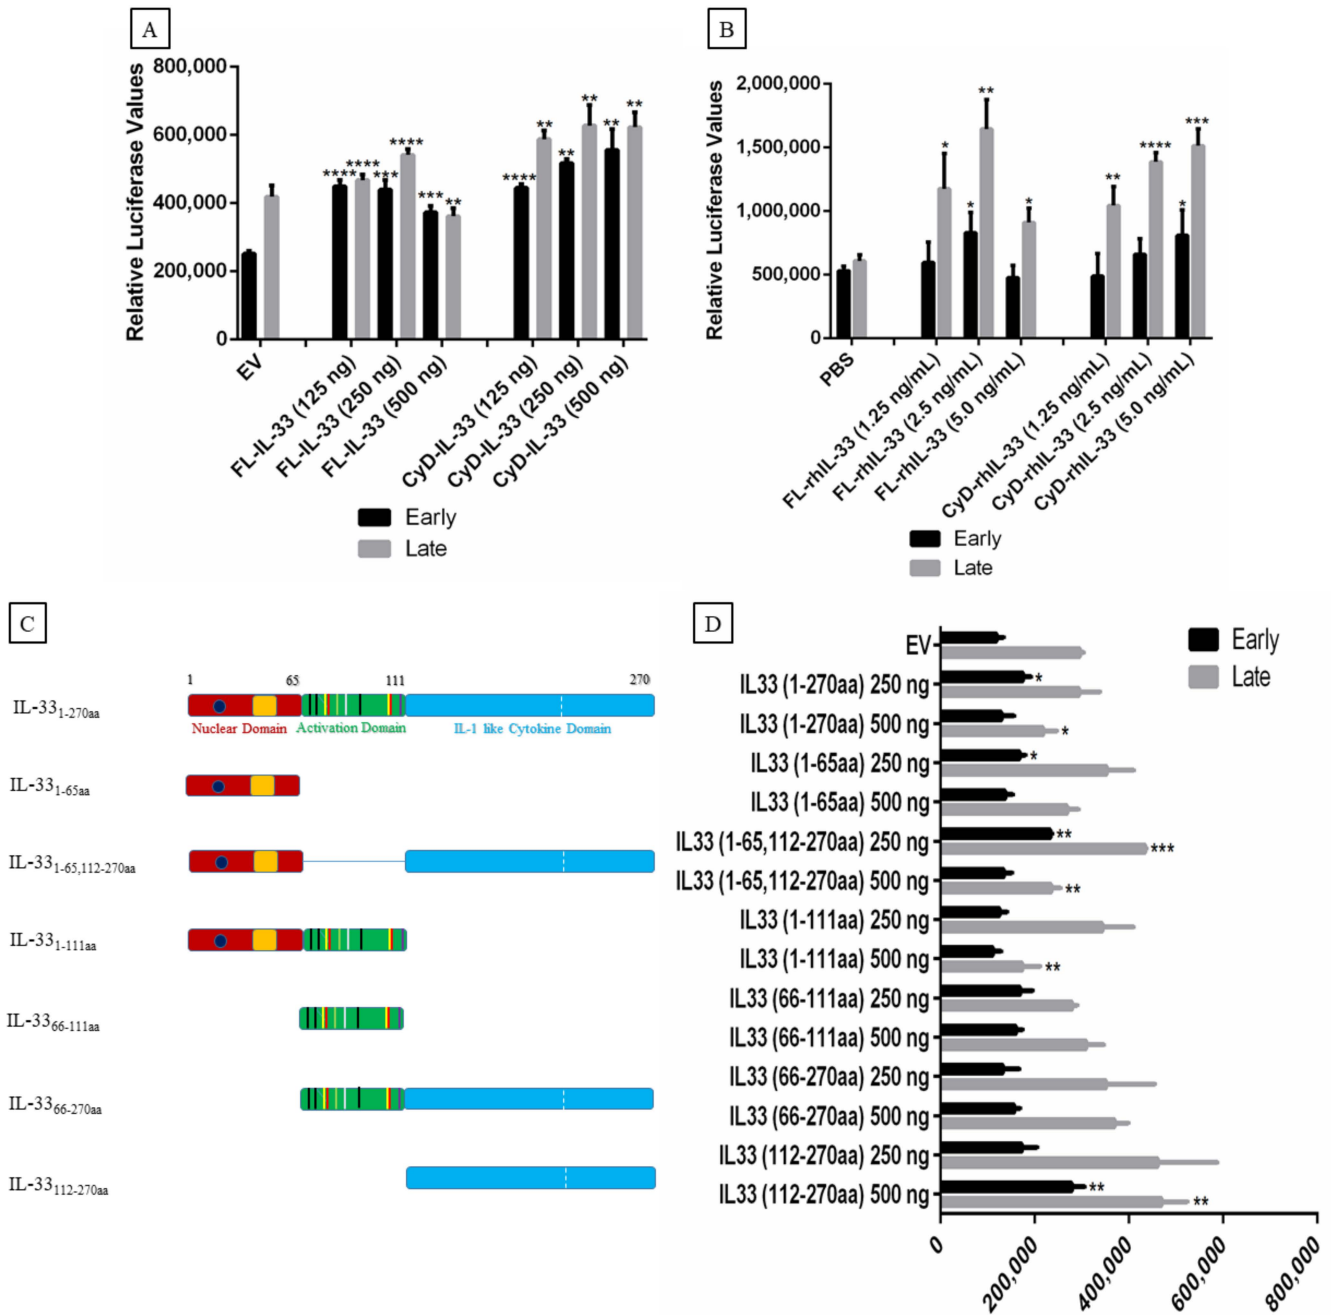 A
Relative Luciferase Values
800,000
600,000
400,000
200,000
0
**** **** *** **** *** ** **** ** ** ** ** **
EV
FL-IL-33 (125 ng)
FL-IL-33 (250 ng)
FL-IL-33 (500 ng)
CyD-IL-33 (125 ng)
CyD-IL-33 (250 ng)
CyD-IL-33 (500 ng)
Early
Late
B
Relative Luciferase Values
2,000,000
1,500,000
1,000,000
500,000
0
* * ** * ** **** * ***
PBS
FL-rhIL-33 (1.25 ng/mL)
FL-rhIL-33 (2.5 ng/mL)
FL-rhIL-33 (5.0 ng/mL)
CyD-rhIL-33 (1.25 ng/mL)
CyD-rhIL-33 (2.5 ng/mL)
CyD-rhIL-33 (5.0 ng/mL)
Early
Late
C
1 65 111 270
IL-331-270aa
Nuclear Domain Activation Domain IL-1 like Cytokine Domain
IL-331-65aa
IL-331-65,112-270aa
IL-331-111aa
IL-3366-111aa
IL-3366-270aa
IL-33112-270aa
D
Early
Late
EV
IL33 (1-270aa) 250 ng *
IL33 (1-270aa) 500 ng *
IL33 (1-65aa) 250 ng *
IL33 (1-65aa) 500 ng
IL33 (1-65,112-270aa) 250 ng ** ***
IL33 (1-65,112-270aa) 500 ng **
IL33 (1-111aa) 250 ng
IL33 (1-111aa) 500 ng **
IL33 (66-111aa) 250 ng
IL33 (66-111aa) 500 ng
IL33 (66-270aa) 250 ng
IL33 (66-270aa) 500 ng
IL33 (112-270aa) 250 ng
IL33 (112-270aa) 500 ng ** **
0
200,000
400,000
600,000
800,000